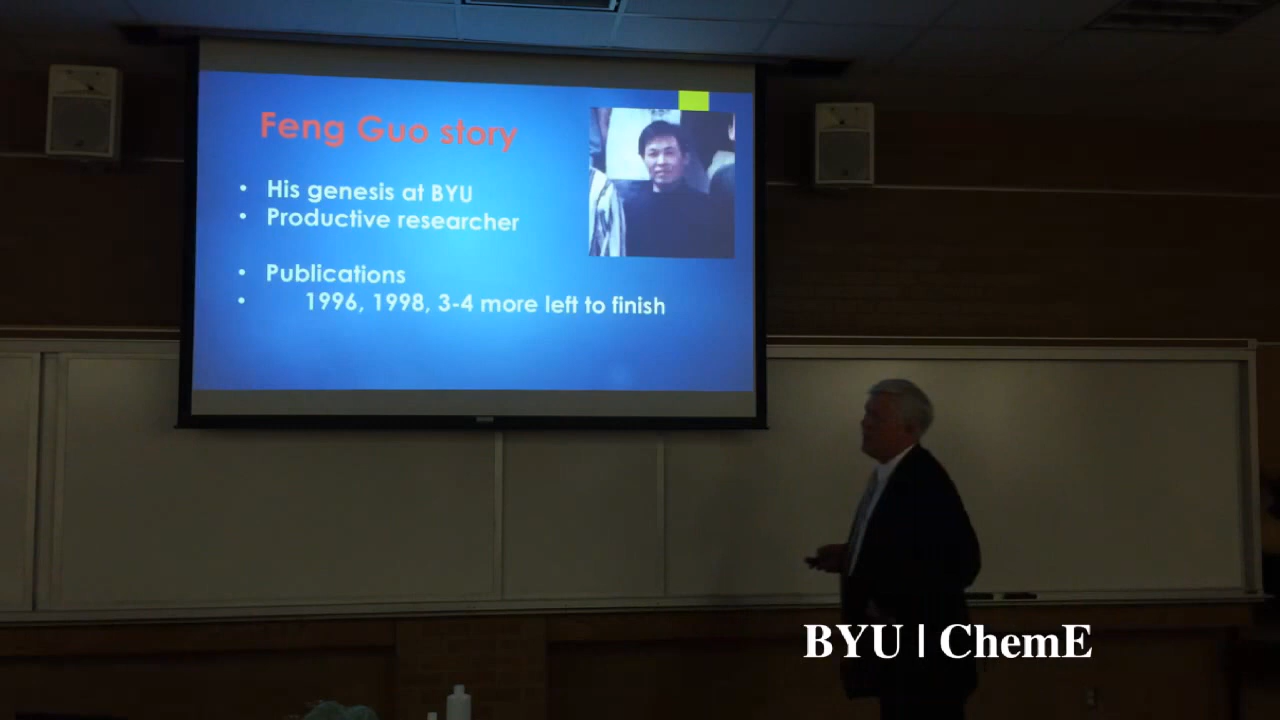 Feng Guo story
• His genesis at BYU
• Productive researcher
• Publications
• 1996, 1998, 3-4 more left to finish
BYU | ChemE